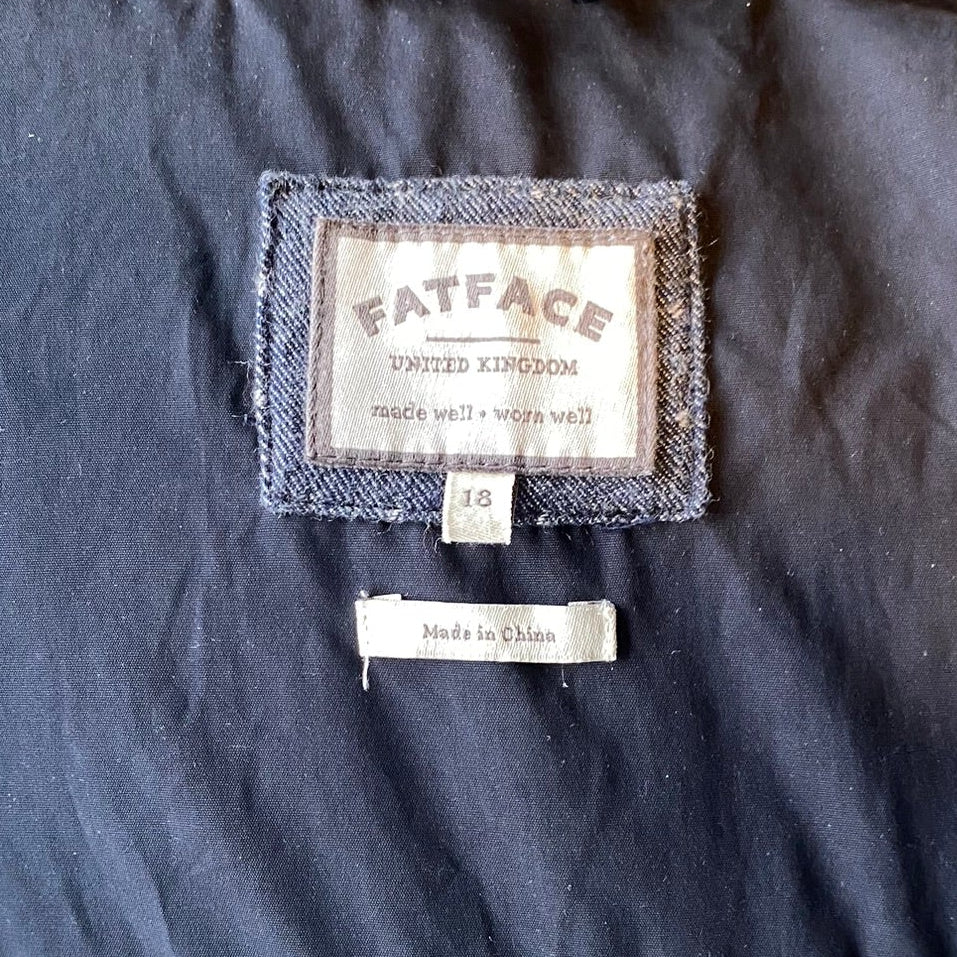 FATFACE
UNITED KINGDOM
made well • worn well
18
Made in China